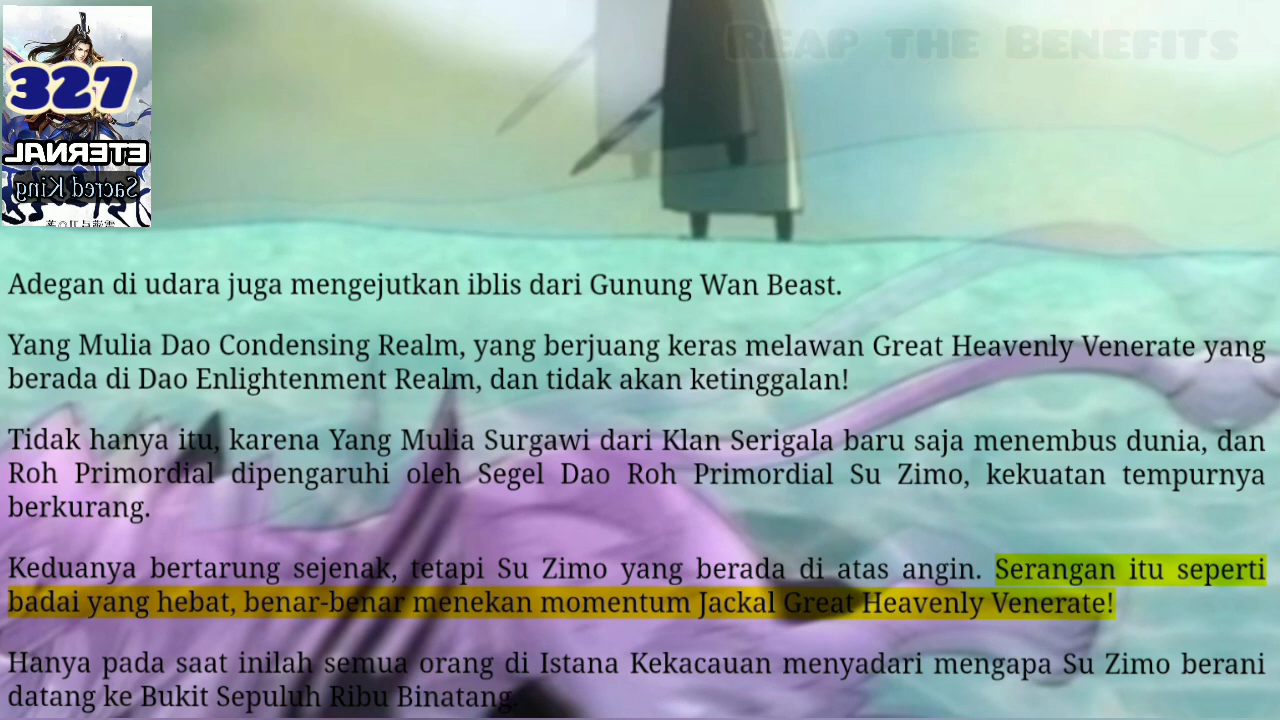 Reap the Benefits
327
ETERNAL
Sacred King
Adegan di udara juga mengejutkan iblis dari Gunung Wan Beast.
Yang Mulia Dao Condensing Realm, yang berjuang keras melawan Great Heavenly Venerate yang
berada di Dao Enlightenment Realm, dan tidak akan ketinggalan!
Tidak hanya itu, karena Yang Mulia Surgawi dari Klan Serigala baru saja menembus dunia, dan
Roh Primordial dipengaruhi oleh Segel Dao Roh Primordial Su Zimo, kekuatan tempurnya
berkurang.
Keduanya bertarung sejenak, tetapi Su Zimo yang berada di atas angin. Serangan itu seperti
badai yang hebat, benar-benar menekan momentum Jackal Great Heavenly Venerate!
Hanya pada saat inilah semua orang di Istana Kekacauan menyadari mengapa Su Zimo berani
datang ke Bukit Sepuluh Ribu Binatang.